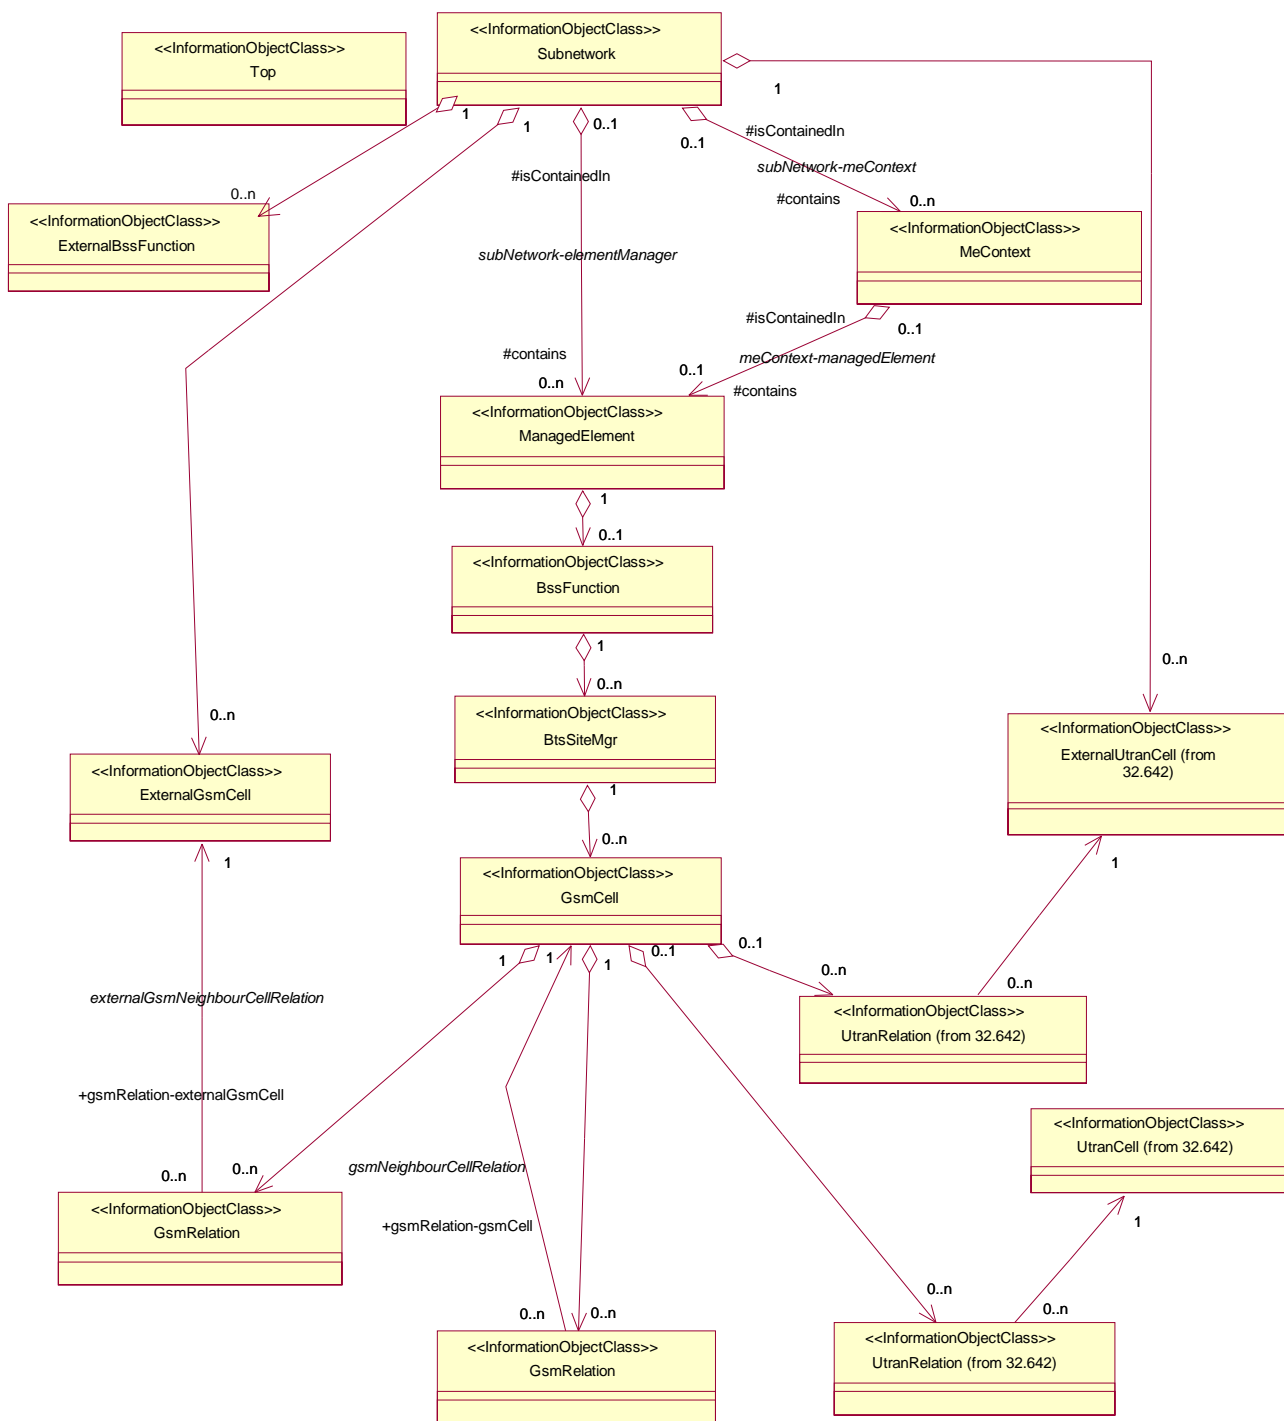 <<InformationObjectClass>>
Subnetwork
<<InformationObjectClass>>
Top
1
1
1
0..1
0..1
#isContainedIn
subNetwork-meContext
#isContainedIn
#contains
0..n
0..n
<<InformationObjectClass>>
ExternalBssFunction
<<InformationObjectClass>>
MeContext
subNetwork-elementManager
#isContainedIn
0..1
meContext-managedElement
#contains
0..1
0..n
#contains
<<InformationObjectClass>>
ManagedElement
1
0..1
<<InformationObjectClass>>
BssFunction
1
0..n
0..n
<<InformationObjectClass>>
BtsSiteMgr
0..n
<<InformationObjectClass>>
ExternalUtranCell (from
32.642)
<<InformationObjectClass>>
ExternalGsmCell
1
0..n
1
1
<<InformationObjectClass>>
GsmCell
1
1
1
0..1
0..1
0..n
0..n
externalGsmNeighbourCellRelation
<<InformationObjectClass>>
UtranRelation (from 32.642)
+gsmRelation-externalGsmCell
<<InformationObjectClass>>
UtranCell (from 32.642)
0..n
0..n
gsmNeighbourCellRelation
<<InformationObjectClass>>
GsmRelation
+gsmRelation-gsmCell
1
0..n
0..n
0..n
0..n
<<InformationObjectClass>>
GsmRelation
<<InformationObjectClass>>
UtranRelation (from 32.642)